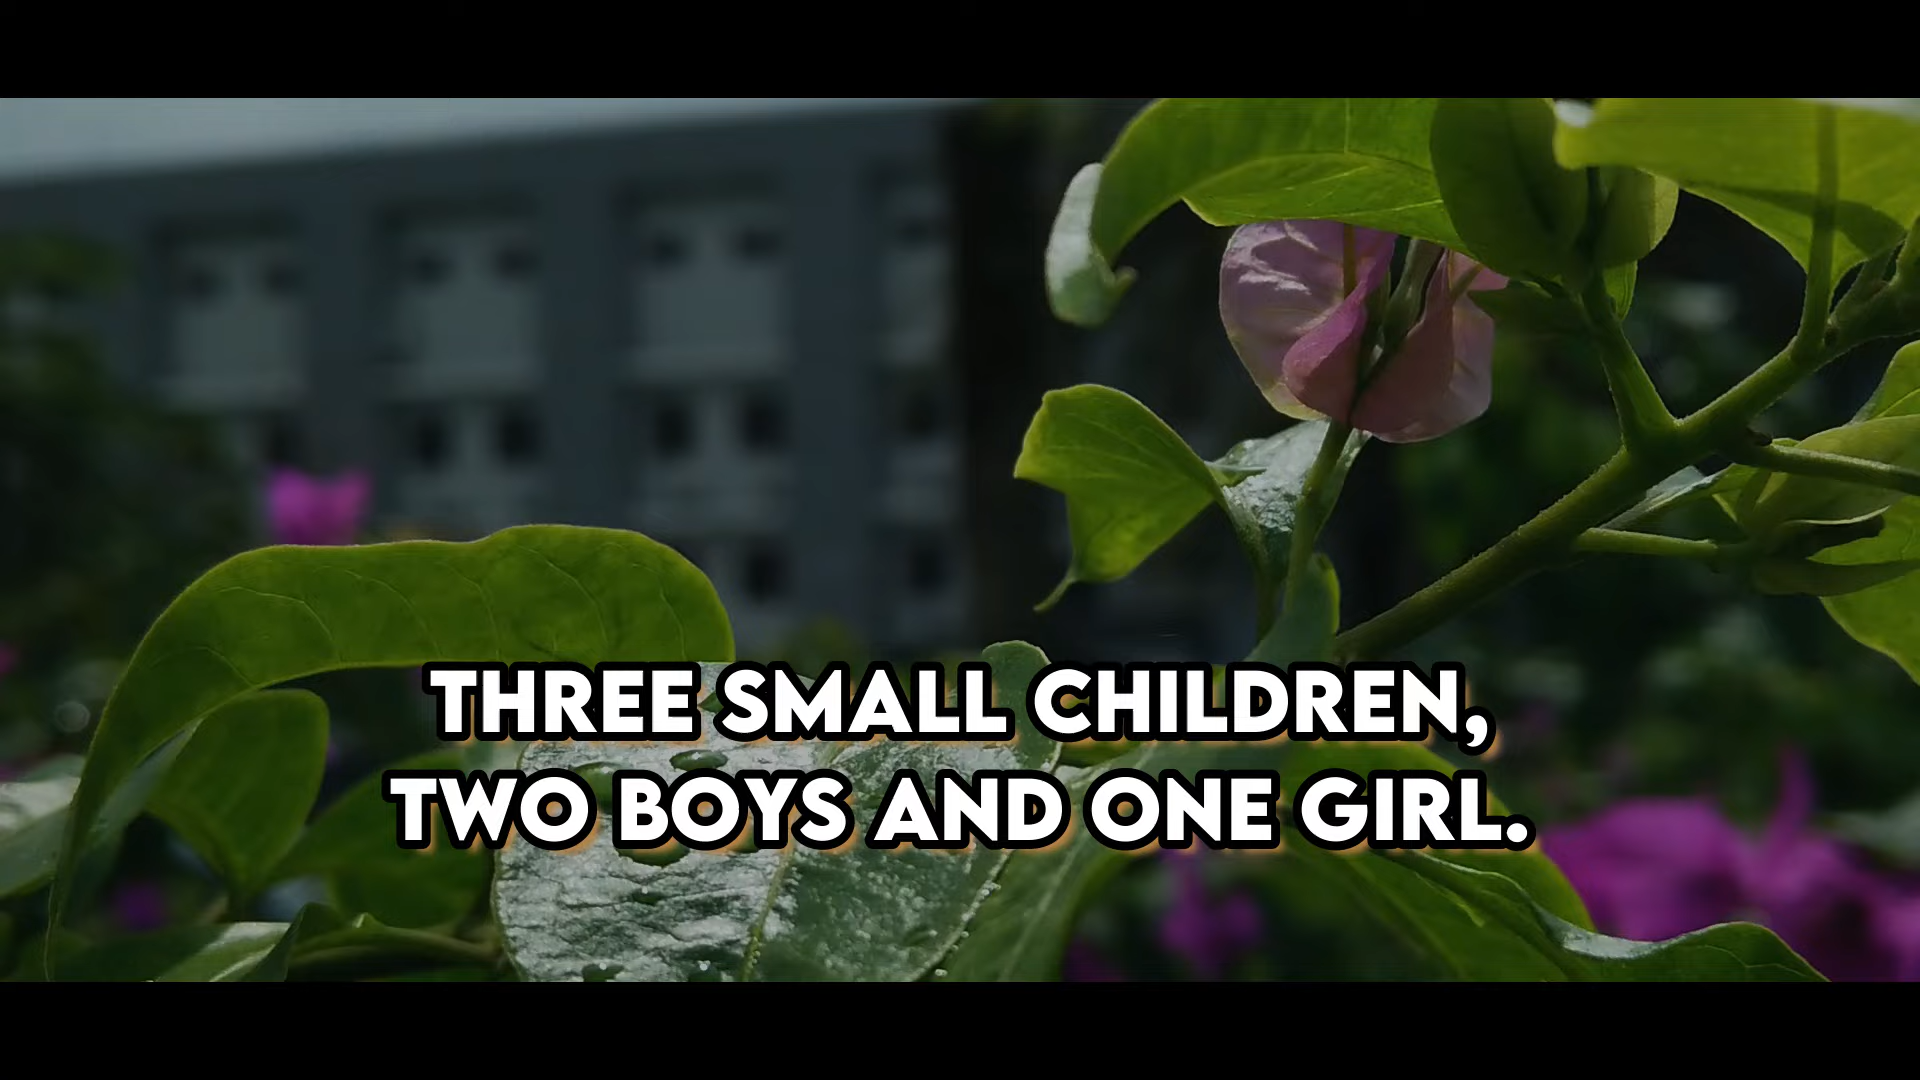 THREE SMALL CHILDREN,
TWO BOYS AND ONE GIRL.